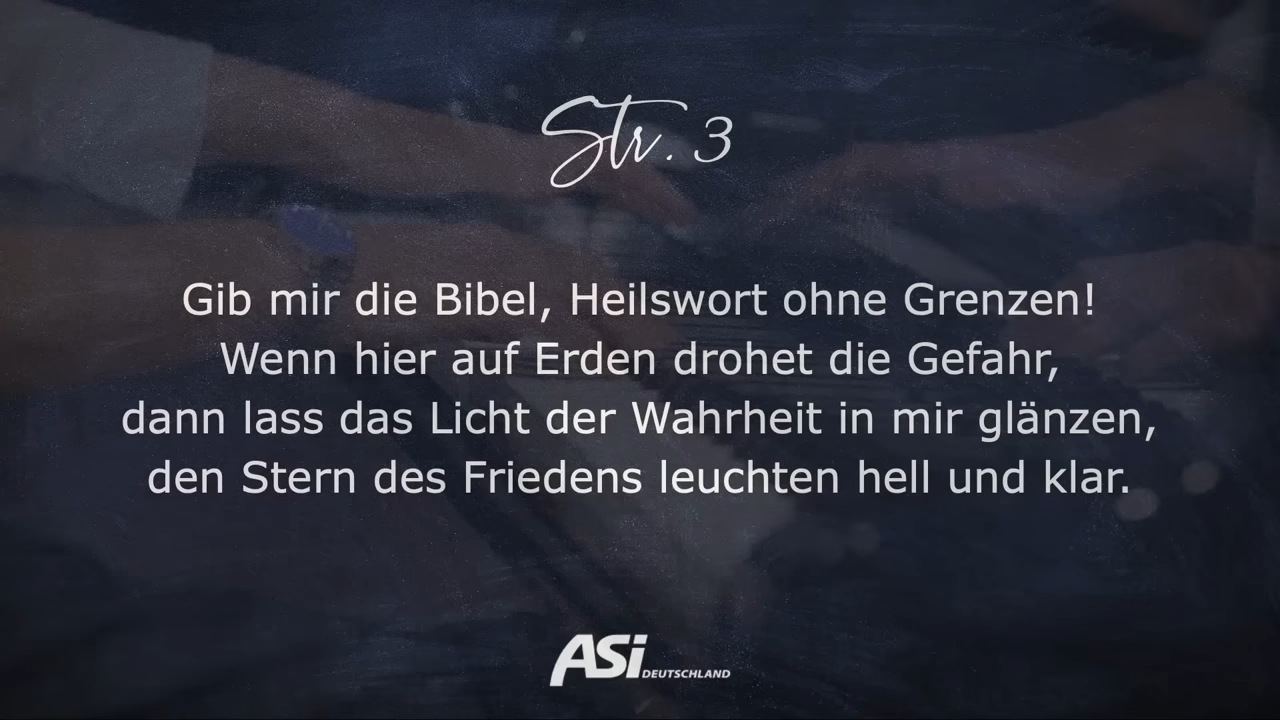 Str. 3
Gib mir die Bibel, Heilswort ohne Grenzen!
Wenn hier auf Erden drohet die Gefahr,
dann lass das Licht der Wahrheit in mir glänzen,
den Stern des Friedens leuchten hell und klar.
ASi DEUTSCHLAND